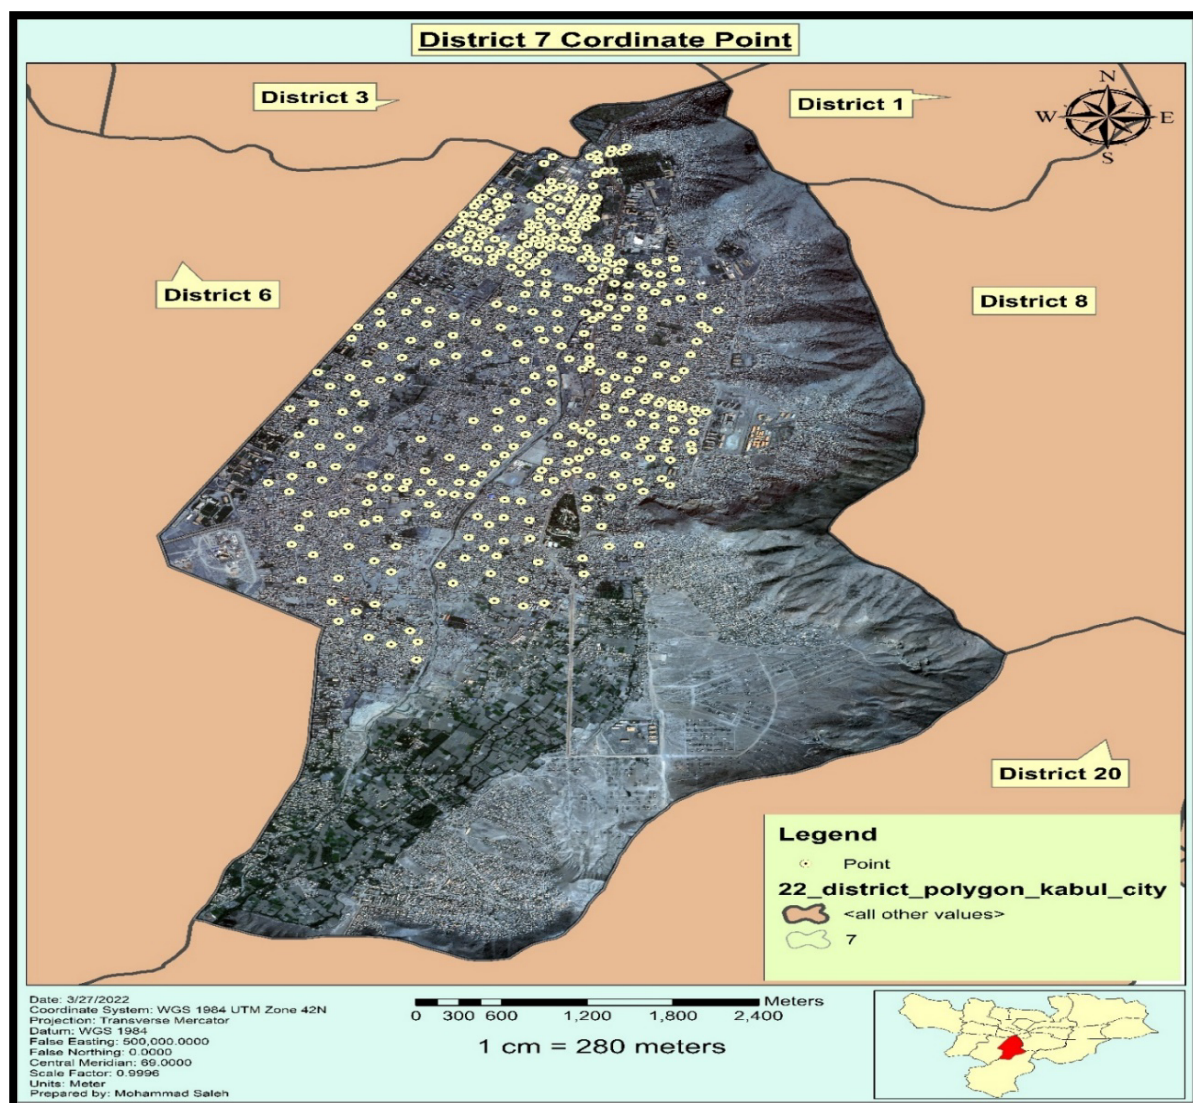 District 7 Cordinate Point
District 3
District 1
N
W
E
S
District 6
District 8
District 20
Legend
Point
22_district_polygon_kabul_city
<all other values>
7
Date: 3/27/2022
Coordinate System: WGS 1984 UTM Zone 42N
Projection: Transverse Mercator
Datum: WGS 1984
False Easting: 500,000.0000
False Northing: 0.0000
Central Meridian: 69.0000
Scale Factor: 0.9996
Units: Meter
Prepared by: Mohammad Saleh
Meters
0 300 600 1,200 1,800 2,400
1 cm = 280 meters